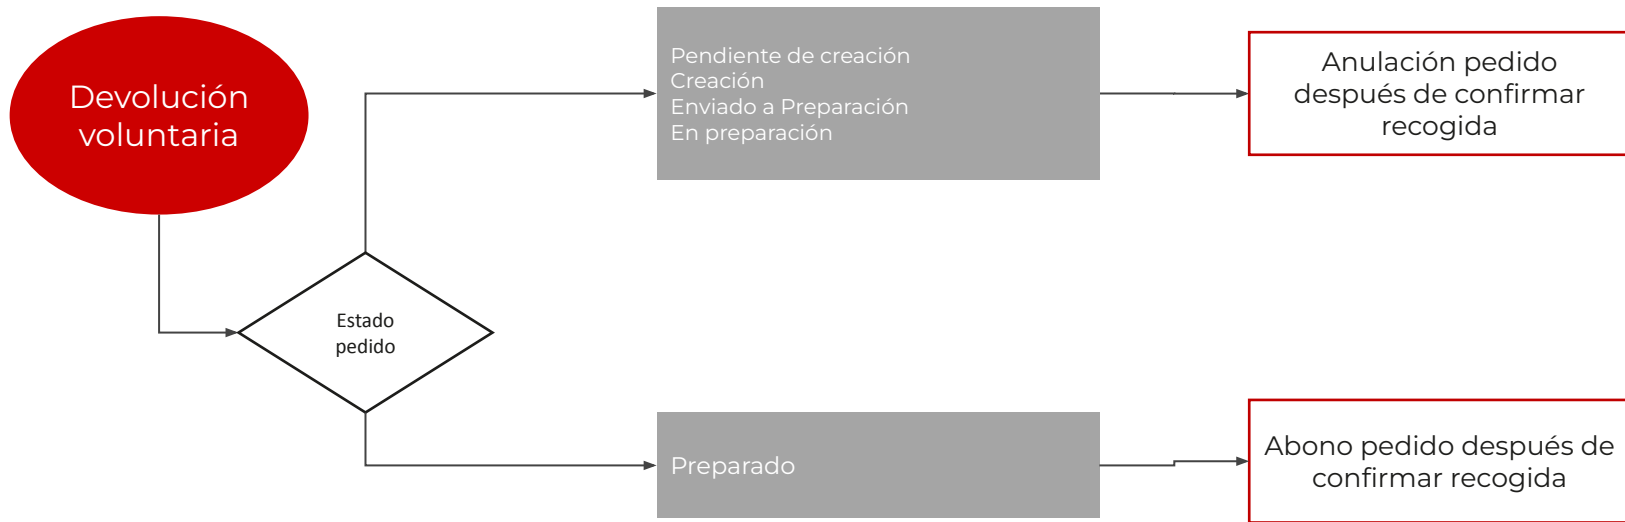 Devolución
voluntaria
Estado
pedido
Pendiente de creación
Creación
Enviado a Preparación
En preparación
Anulación pedido
después de confirmar
recogida
Preparado
Abono pedido después de
confirmar recogida